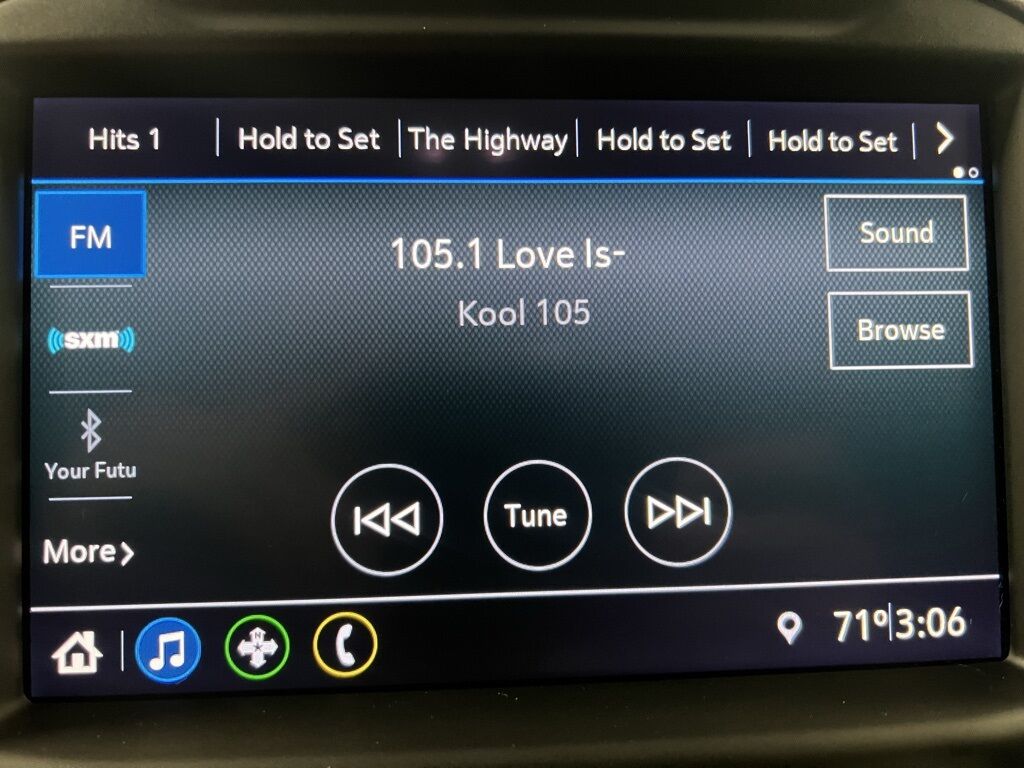 Hits 1 Hold to Set The Highway Hold to Set Hold to Set
FM
105.1 Love Is-
Sound
Kool 105
sxm
Browse
Your Futu
Tune
More
N
71° 3:06